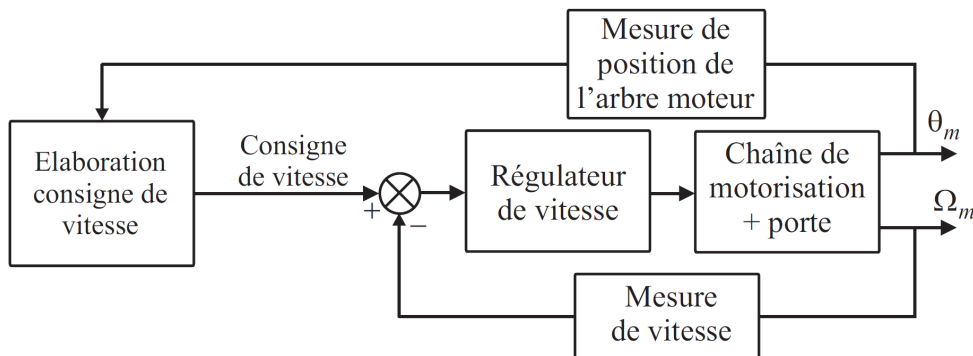 Mesure de
position de
l'arbre moteur
θm
Elaboration
consigne de
vitesse
Consigne
de vitesse
+
−
Régulateur
de vitesse
Chaîne de
motorisation
+ porte
Ωm
Mesure
de vitesse